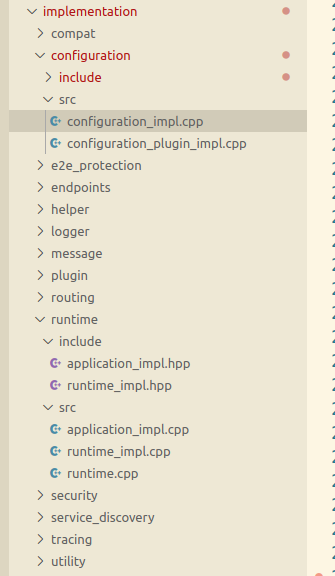 implementation
compat
configuration
include
src
configuration_impl.cpp
configuration_plugin_impl.cpp
e2e_protection
endpoints
helper
logger
message
plugin
routing
runtime
include
application_impl.hpp
runtime_impl.hpp
src
application_impl.cpp
runtime_impl.cpp
runtime.cpp
security
service_discovery
tracing
utility